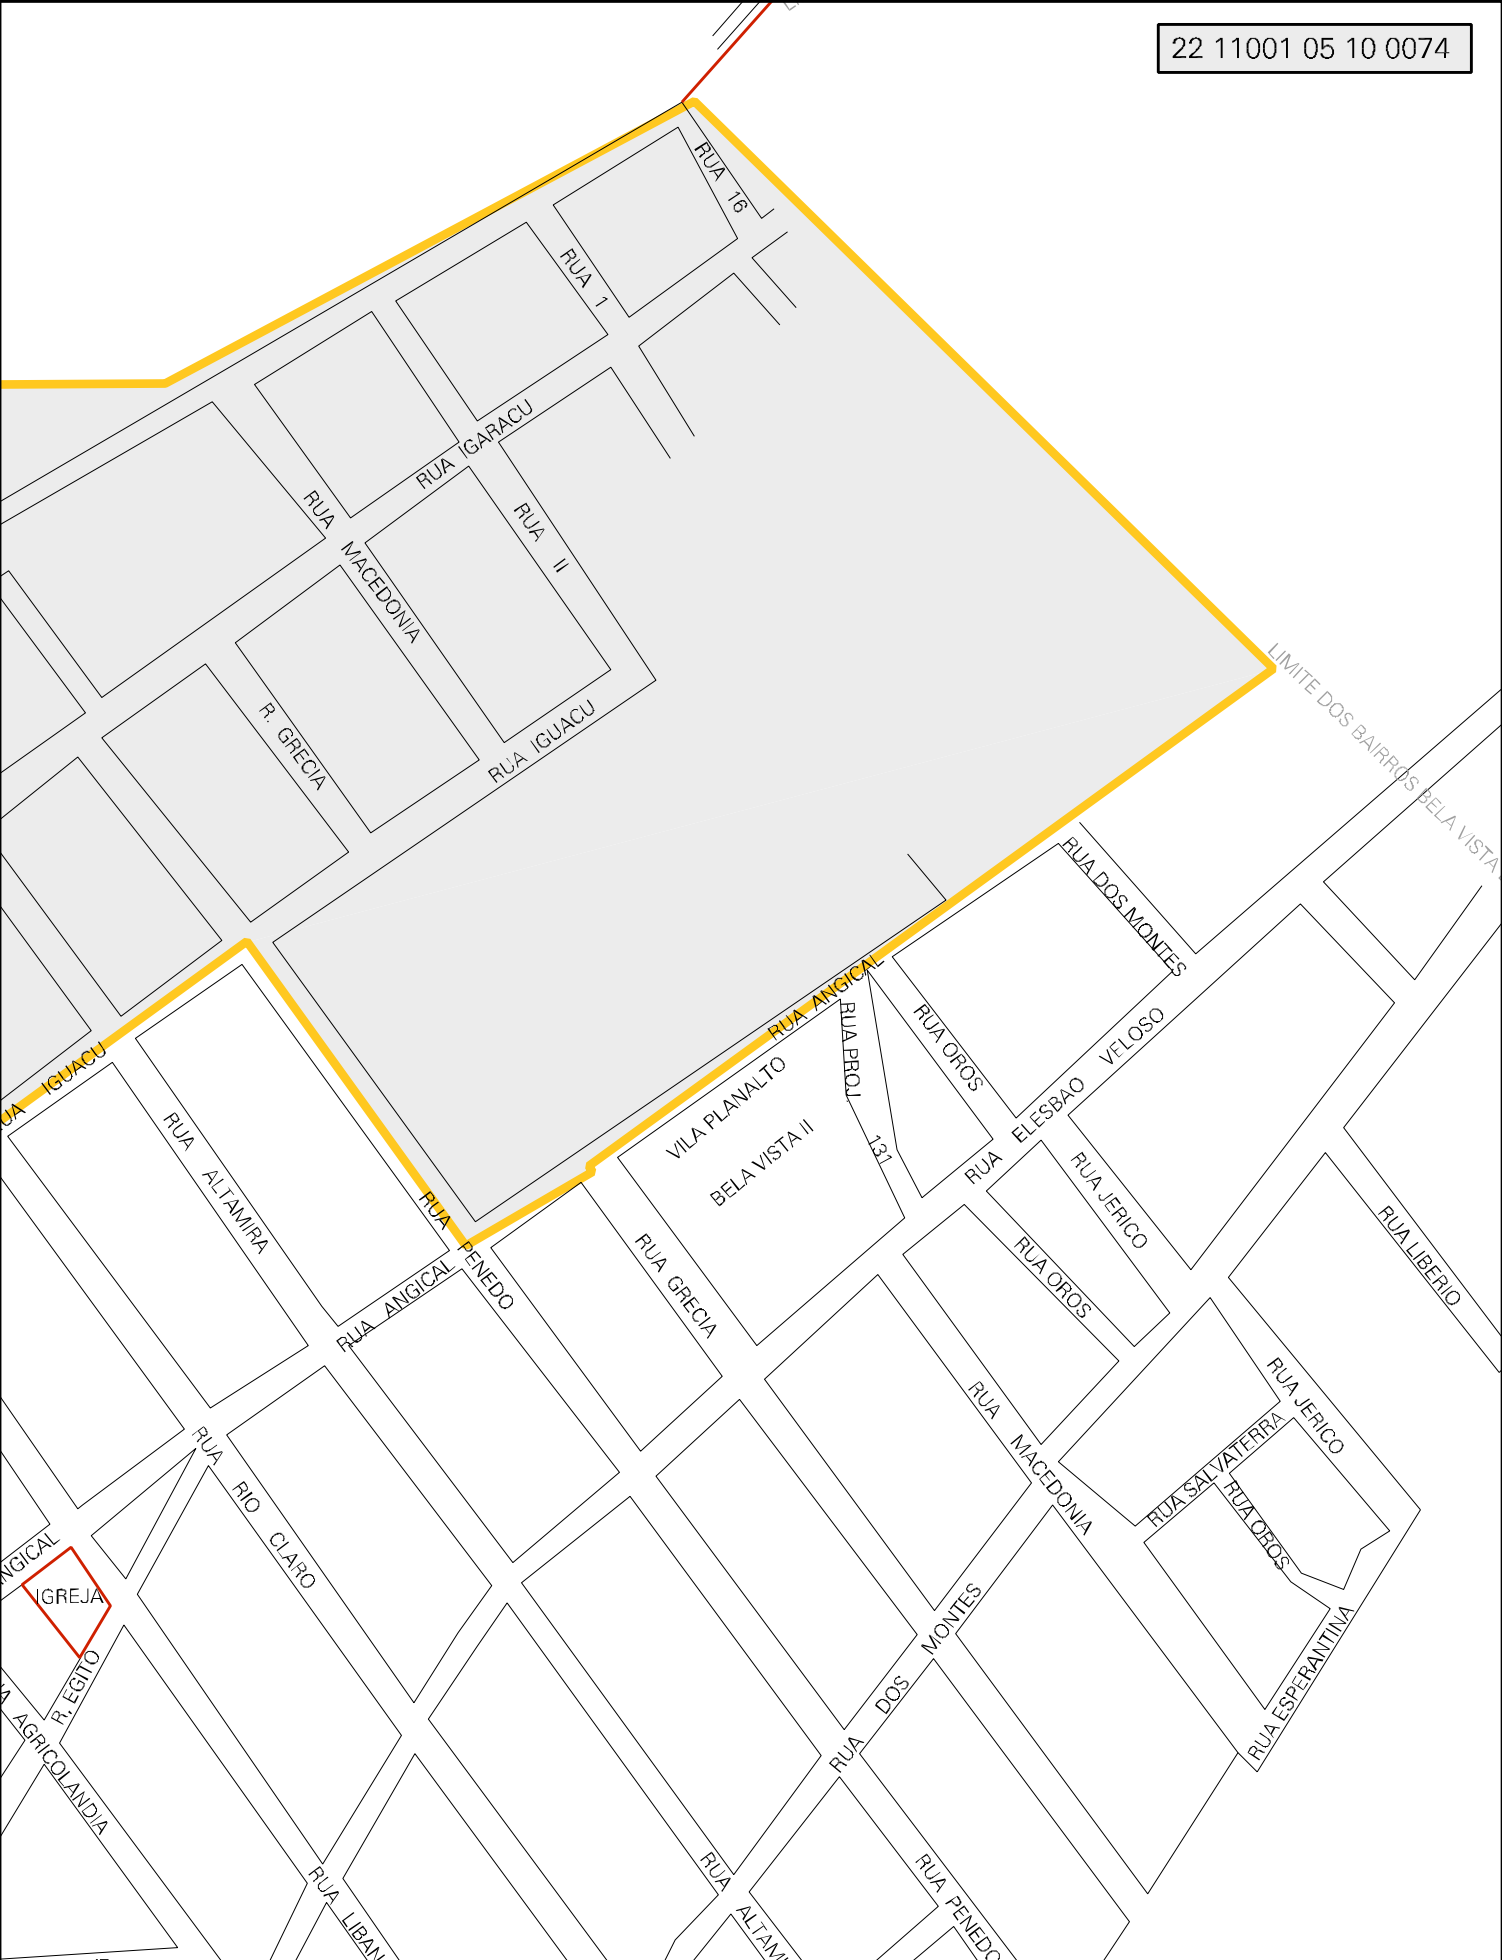 22 11001 05 10 0074
RUA 16
RUA 1
RUA IGARACU
RUA MACEDONIA
RUA II
R. GRECIA
RUA IGUACU
LIMITE DOS BAIRROS BELA VISTA
RUA DOS MONTES
RUA ANGICAL
RUA PROJ. 131
RUA OROS
RUA ELESBAO VELOSO
VILA PLANALTO
BELA VISTA II
IGUACU
RUA ALTAMIRA
RUA PENEDO
RUA ANGICAL
RUA GRECIA
RUA OROS
RUA JERICO
RUA LIBERIO
RUA MACEDONIA
RUA JERICO
RUA SALVATERRA
RUA OROS
RUA RIO CLARO
IGREJA
R. EGITO
AGRICOLANDIA
RUA DOS MONTES
RUA ESPERANTINA
RUA LIBAN
RUA ALTAMI
RUA PENEDO